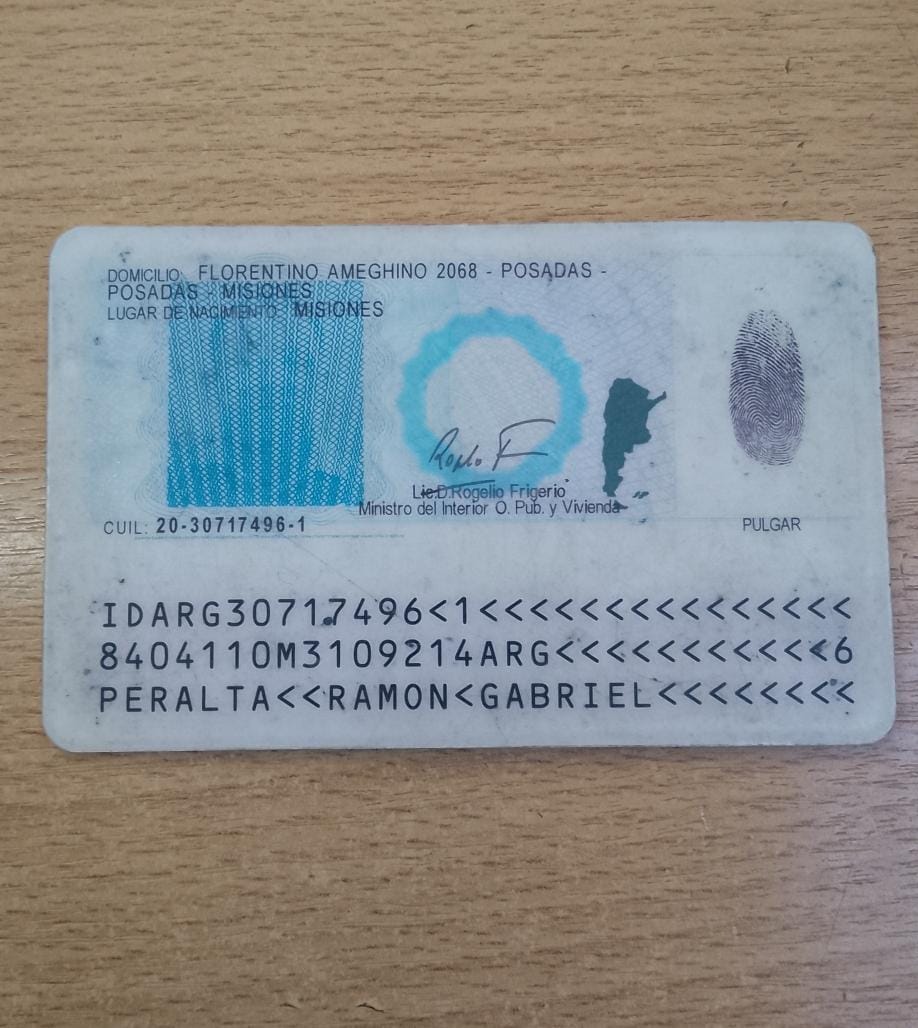 DOMICILIO: FLORENTINO AMEGHINO 2068 - POSADAS -
POSADAS MISIONES
LUGAR DE NACIMIENTO: MISIONES
Lic.D.Rogelio Frigerio
Ministro del Interior O. Pub. y Vivienda
CUIL: 20-30717496-1
PULGAR
IDARG30717496<1<<<<<<<<<<<<<<<
8404110M3109214ARG<<<<<<<<<<<6
PERALTA<<RAMON<GABRIEL<<<<<<<<